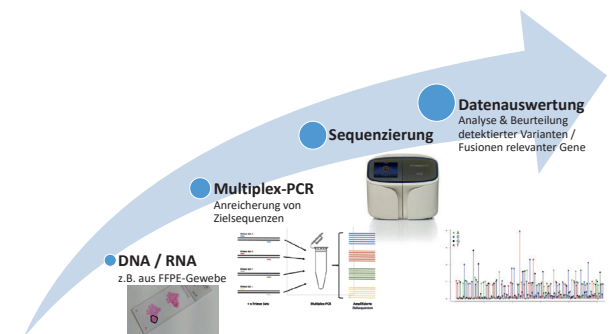 Datenauswertung
Analyse & Beurteilung
detektierter Varianten /
Fusionen relevanter Gene
Sequenzierung
Multiplex-PCR
Anreicherung von
Zielsequenzen
DNA / RNA
z.B. aus FFPE-Gewebe
Multiplex-PCR